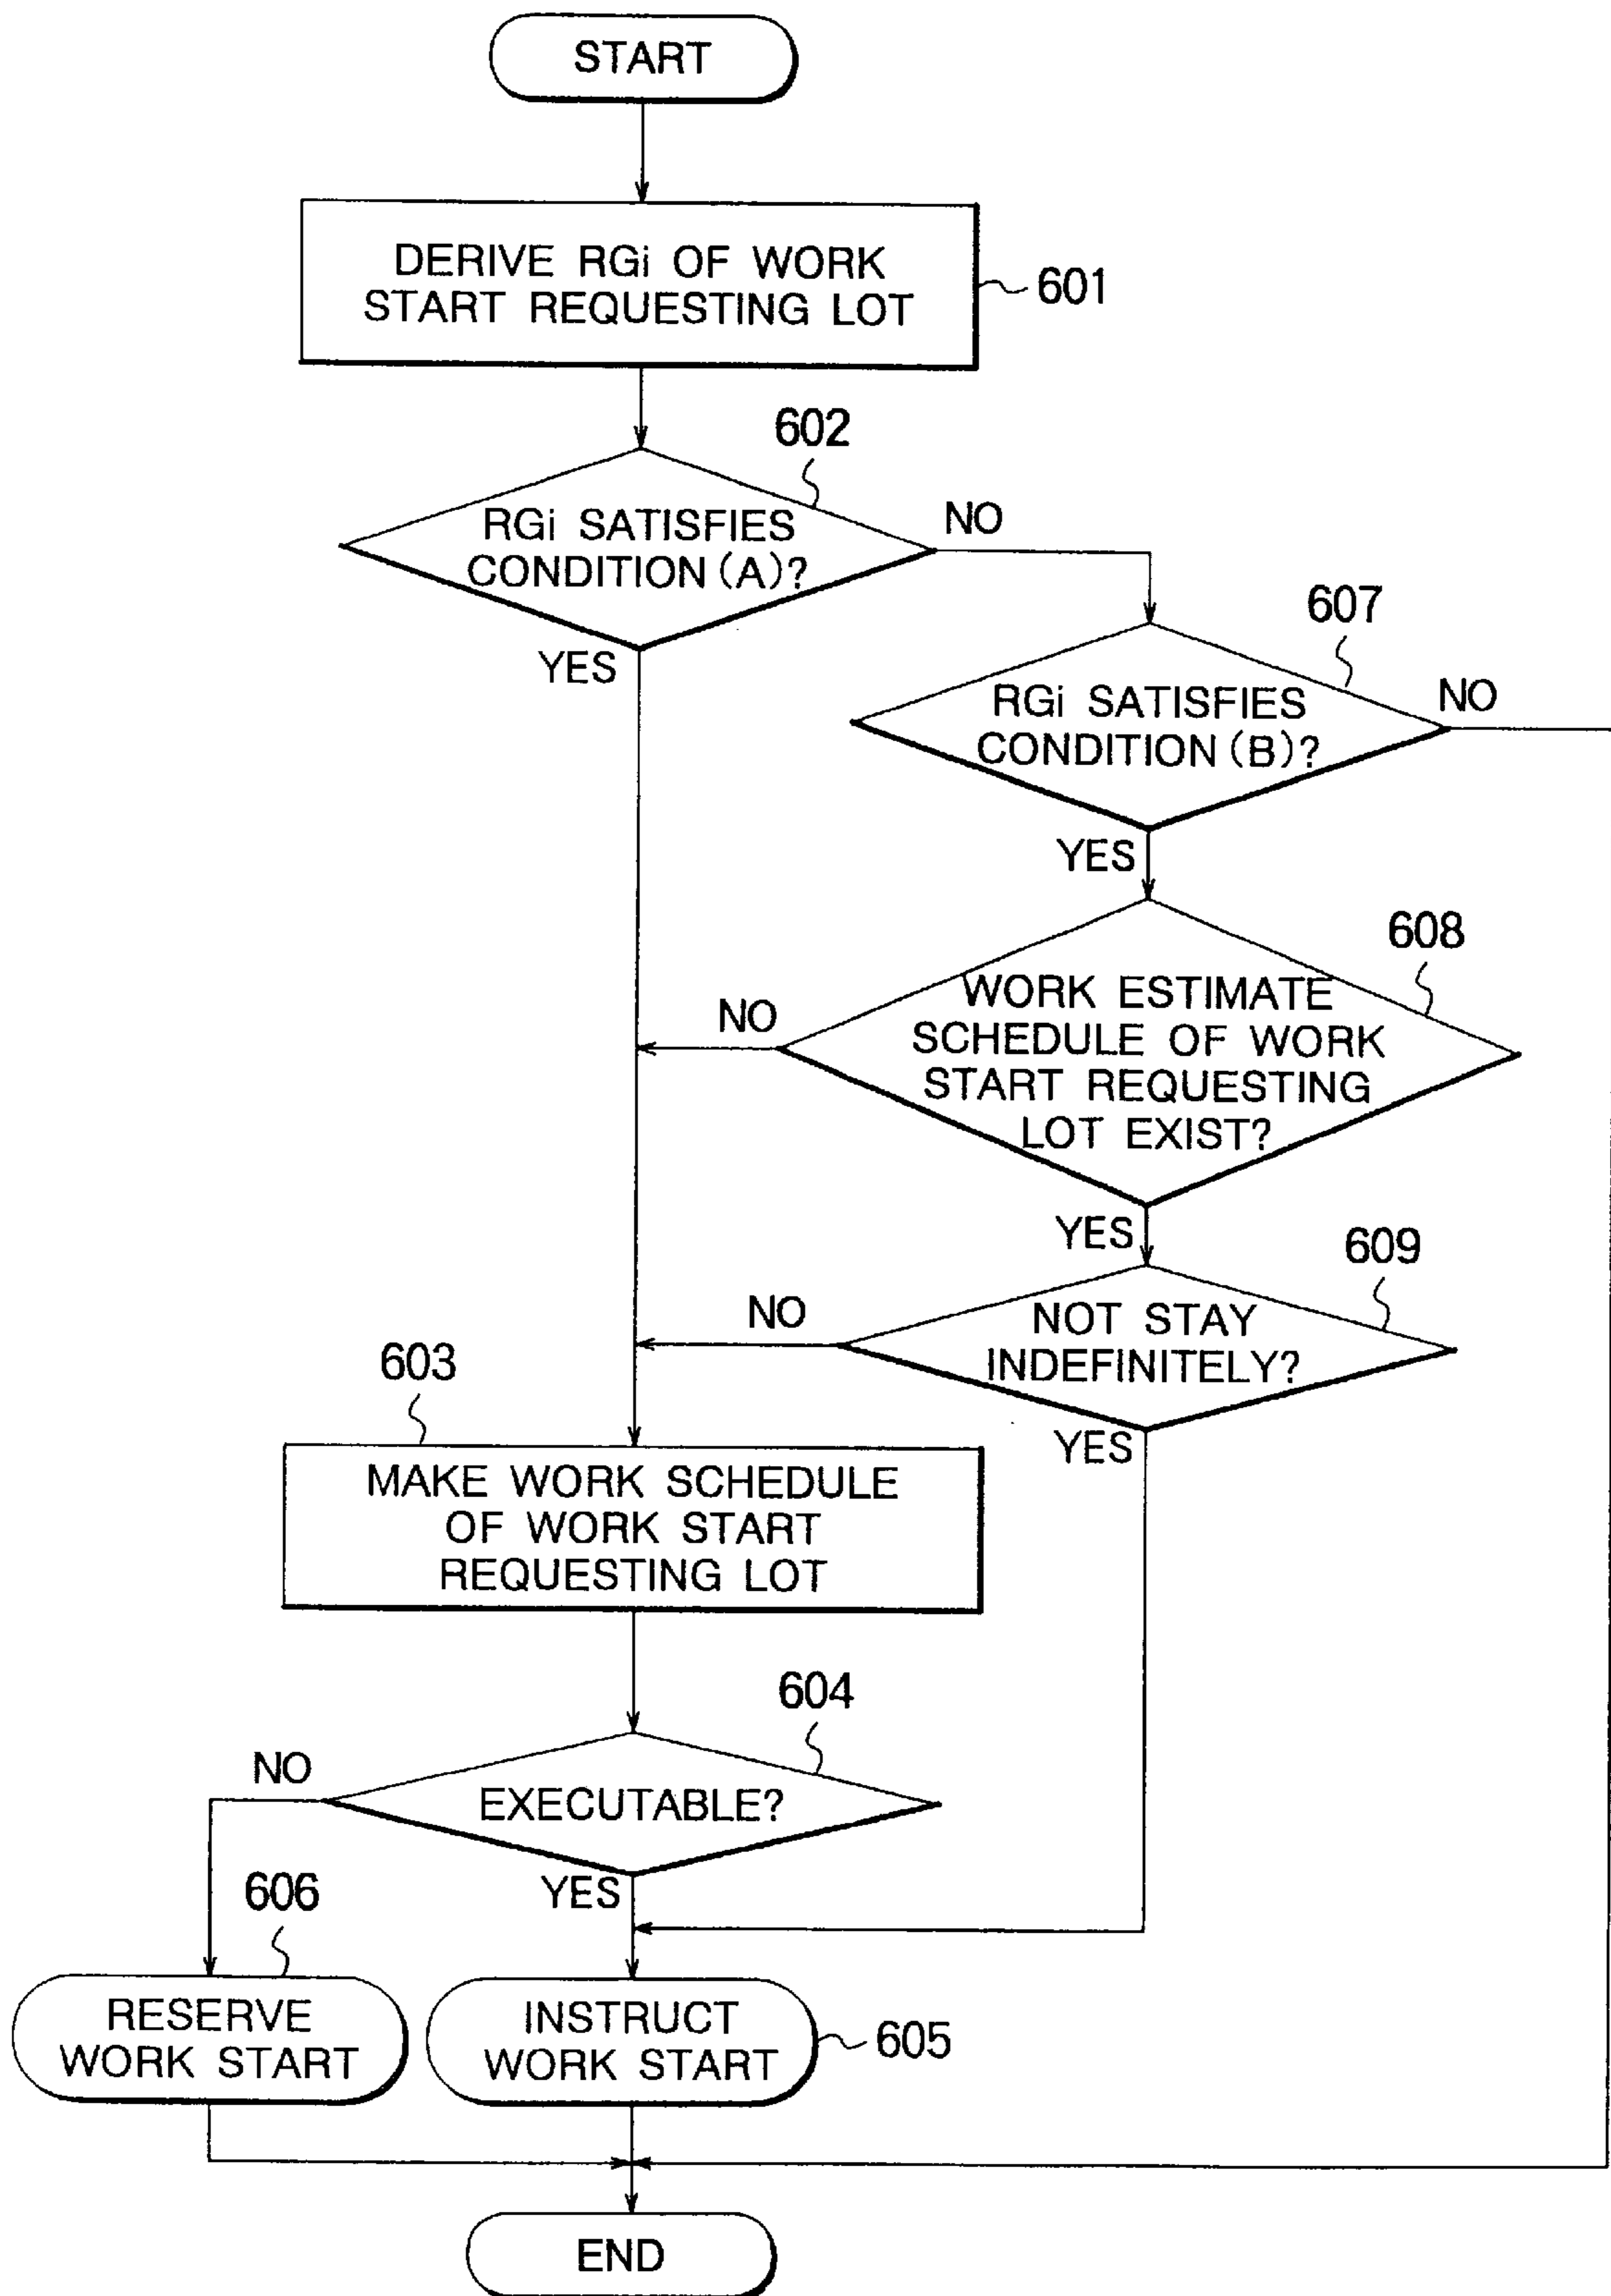 START
DERIVE RGi OF WORK
START REQUESTING LOT
601
602
RGi SATISFIES
CONDITION (A)?
NO
YES
607
RGi SATISFIES
CONDITION (B)?
NO
YES
608
WORK ESTIMATE
SCHEDULE OF WORK
START REQUESTING
LOT EXIST?
NO
YES
609
NOT STAY
INDEFINITELY?
NO
YES
603
MAKE WORK SCHEDULE
OF WORK START
REQUESTING LOT
604
EXECUTABLE?
NO
YES
606
RESERVE
WORK START
INSTRUCT
WORK START
605
END